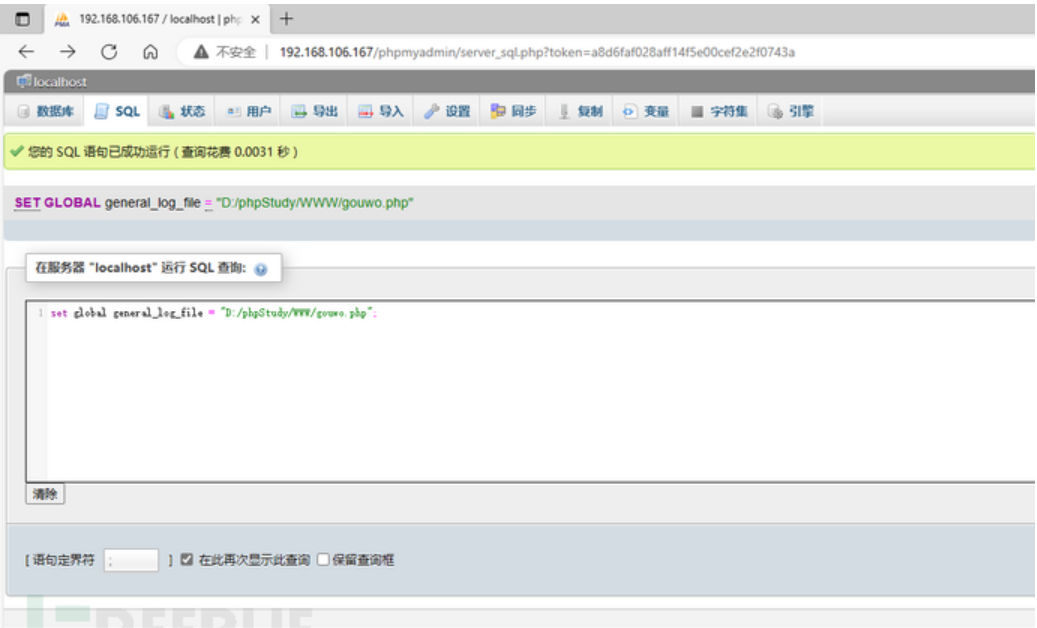 192.168.106.167 / localhost | php
不安全 192.168.106.167/phpmyadmin/server_sql.php?token=a8d6faf028aff14f5e00cef2e2f0743a
localhost
数据库 SQL 状态 用户 导出 导入 设置 同步 复制 变量 字符集 引擎
您的 SQL 语句已成功运行 ( 查询花费 0.0031 秒 )
SET GLOBAL general_log_file = "D:/phpStudy/WWW/gouwo.php"
在服务器 "localhost" 运行 SQL 查询:
1 set global general_log_file = "D:/phpStudy/WWW/gouwo.php";
清除
[ 语句定界符 ; ] 在此再次显示此查询 保留查询框